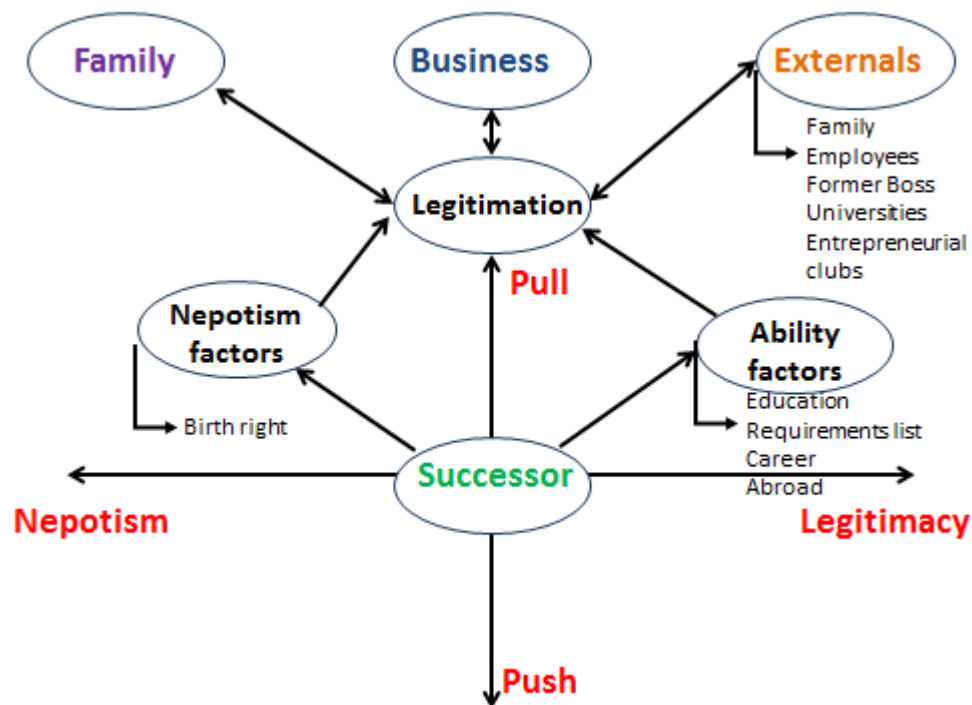 Family
Business
Externals
Family
Employees
Former Boss
Universities
Entrepreneurial
clubs
Legitimation
Pull
Nepotism
factors
Birth right
Ability
factors
Education
Requirements list
Career
Abroad
Successor
Nepotism
Legitimacy
Push